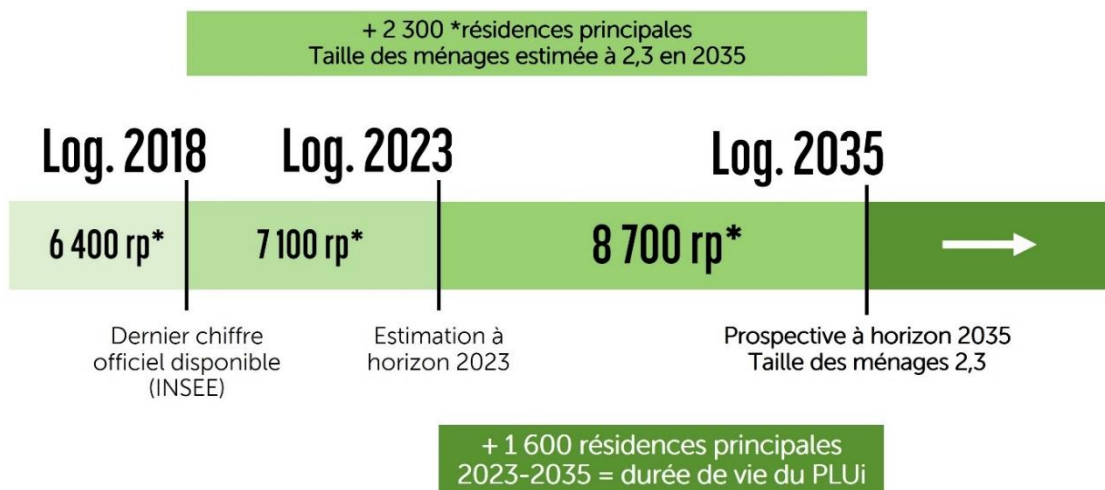 + 2 300 *résidences principales
Taille des ménages estimée à 2,3 en 2035
Log. 2018
Log. 2023
Log. 2035
6 400 rp*
7 100 rp*
8 700 rp*
Dernier chiffre
officiel disponible
(INSEE)
Estimation à
horizon 2023
Prospective à horizon 2035
Taille des ménages 2,3
+ 1 600 résidences principales
2023-2035 = durée de vie du PLUi